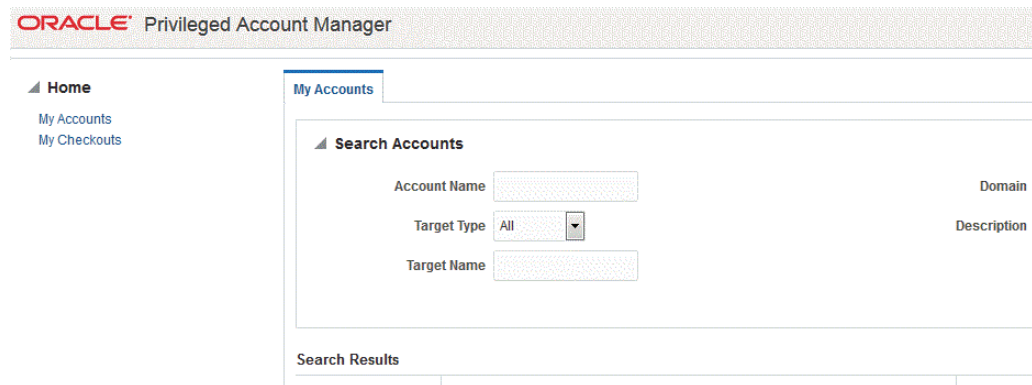 ORACLE Privileged Account Manager
Home
My Accounts
My Checkouts
My Accounts
Search Accounts
Account Name
Domain
Target Type All
Description
Target Name
Search Results